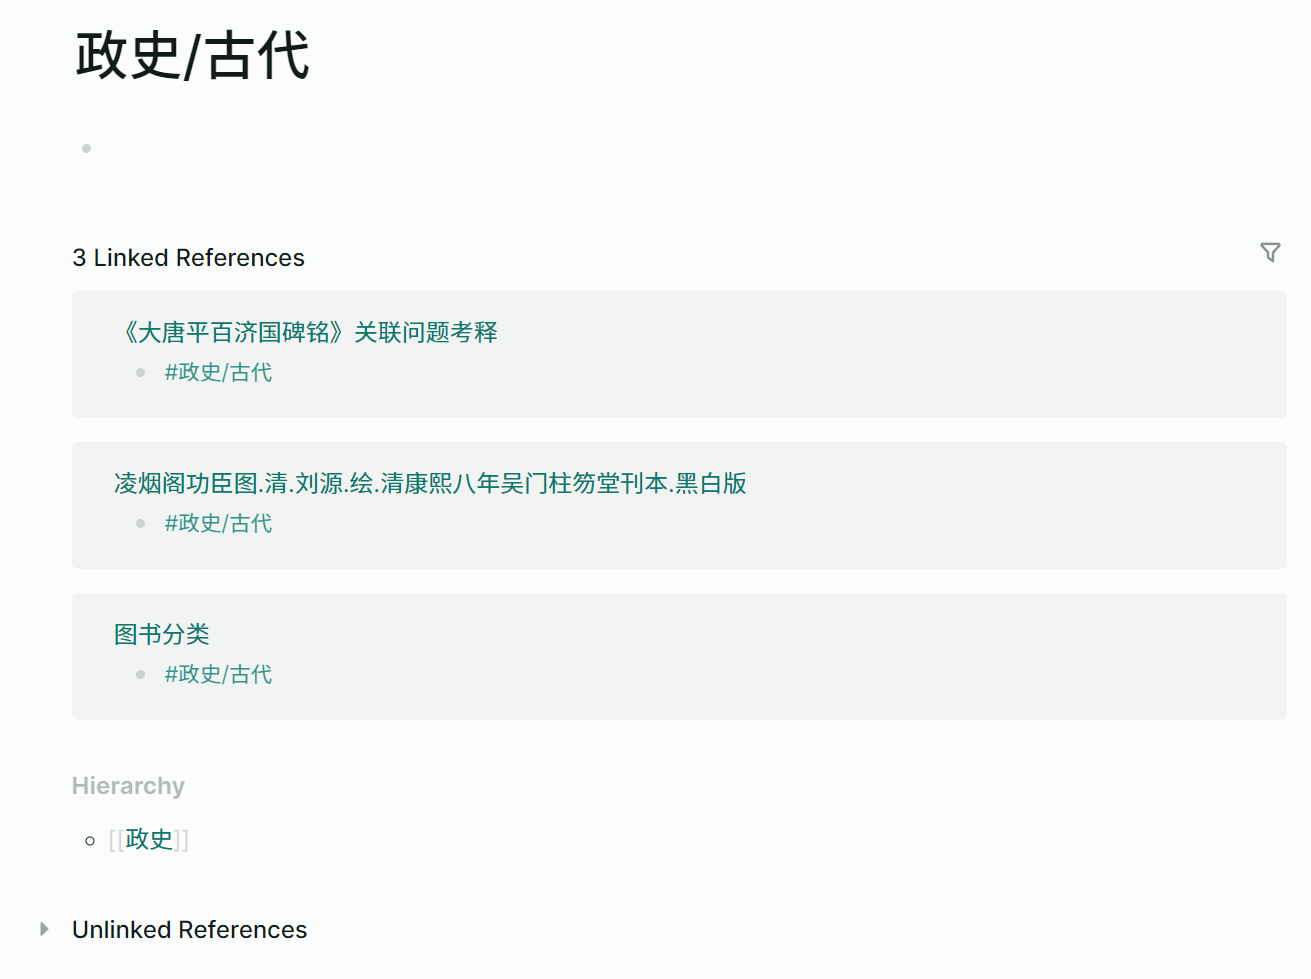 政史/古代
3 Linked References
《大唐平百济国碑铭》关联问题考释
#政史/古代
凌烟阁功臣图.清.刘源.绘.清康熙八年吴门柱笏堂刊本.黑白版
#政史/古代
图书分类
#政史/古代
Hierarchy
[[政史]]
Unlinked References